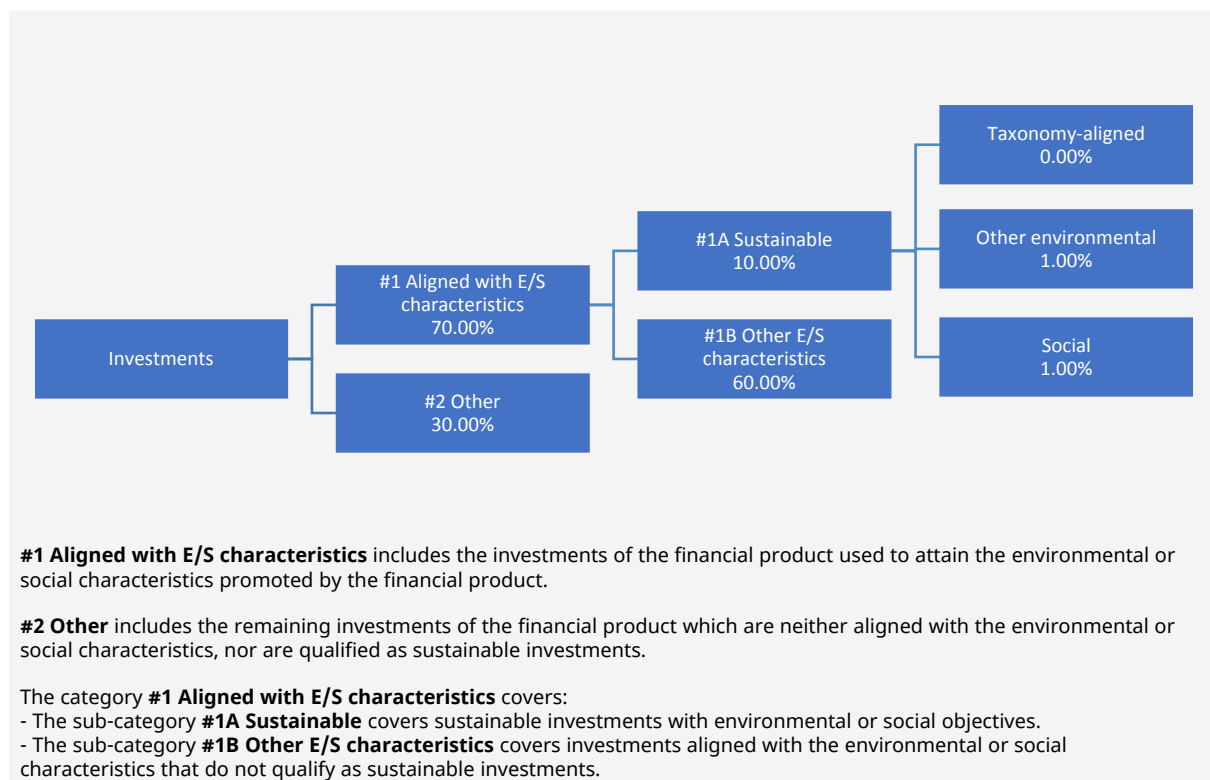 Investments
#1 Aligned with E/S
characteristics
70.00%
#2 Other
30.00%
#1A Sustainable
10.00%
#1B Other E/S
characteristics
60.00%
Taxonomy-aligned
0.00%
Other environmental
1.00%
Social
1.00%
#1 Aligned with E/S characteristics includes the investments of the financial product used to attain the environmental or
social characteristics promoted by the financial product.
#2 Other includes the remaining investments of the financial product which are neither aligned with the environmental or
social characteristics, nor are qualified as sustainable investments.
The category #1 Aligned with E/S characteristics covers:
- The sub-category #1A Sustainable covers sustainable investments with environmental or social objectives.
- The sub-category #1B Other E/S characteristics covers investments aligned with the environmental or social
characteristics that do not qualify as sustainable investments.